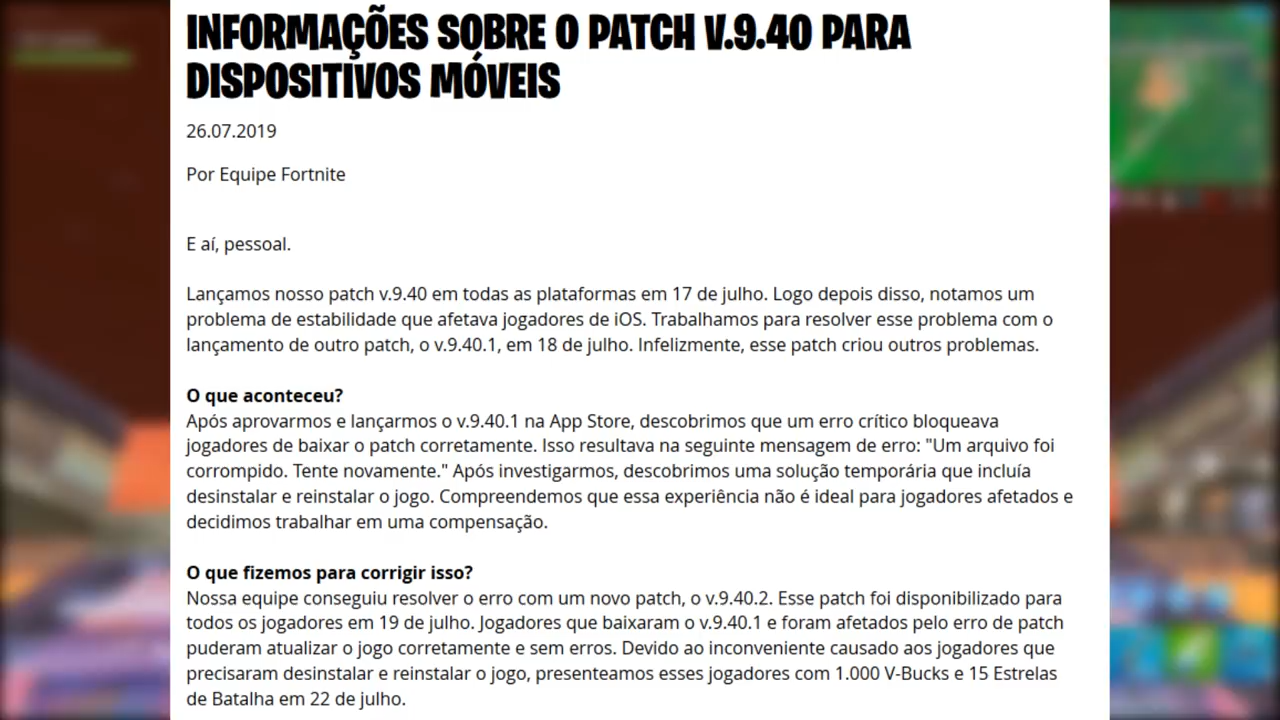 INFORMAÇÕES SOBRE O PATCH V.9.40 PARA
DISPOSITIVOS MÓVEIS
26.07.2019
Por Equipe Fortnite
E aí, pessoal.
Lançamos nosso patch v.9.40 em todas as plataformas em 17 de julho. Logo depois disso, notamos um
problema de estabilidade que afetava jogadores de iOS. Trabalhamos para resolver esse problema com o
lançamento de outro patch, o v.9.40.1, em 18 de julho. Infelizmente, esse patch criou outros problemas.
O que aconteceu?
Após aprovarmos e lançarmos o v.9.40.1 na App Store, descobrimos que um erro crítico bloqueava
jogadores de baixar o patch corretamente. Isso resultava na seguinte mensagem de erro: "Um arquivo foi
corrompido. Tente novamente." Após investigarmos, descobrimos uma solução temporária que incluía
desinstalar e reinstalar o jogo. Compreendemos que essa experiência não é ideal para jogadores afetados e
decidimos trabalhar em uma compensação.
O que fizemos para corrigir isso?
Nossa equipe conseguiu resolver o erro com um novo patch, o v.9.40.2. Esse patch foi disponibilizado para
todos os jogadores em 19 de julho. Jogadores que baixaram o v.9.40.1 e foram afetados pelo erro de patch
puderam atualizar o jogo corretamente e sem erros. Devido ao inconveniente causado aos jogadores que
precisaram desinstalar e reinstalar o jogo, presenteamos esses jogadores com 1.000 V-Bucks e 15 Estrelas
de Batalha em 22 de julho.